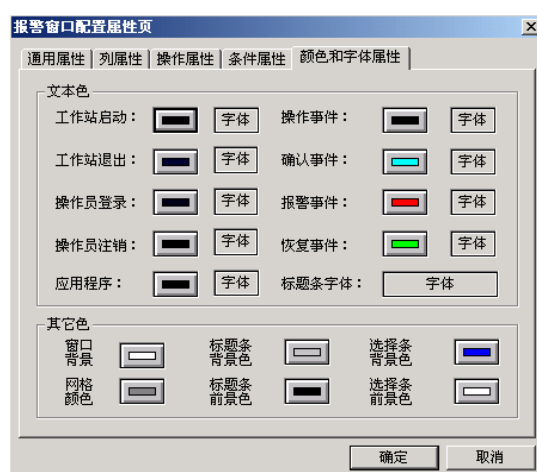 报警窗口配置属性页
通用属性 列属性 操作属性 条件属性 颜色和字体属性
文本色
工作站启动： 字体 操作事件： 字体
工作站退出： 字体 确认事件： 字体
操作员登录： 字体 报警事件： 字体
操作员注销： 字体 恢复事件： 字体
应用程序： 字体 标题条字体： 字体
其它色
窗口背景 标题条背景色 选择条背景色
网格颜色 标题条前景色 选择条前景色
确定 取消